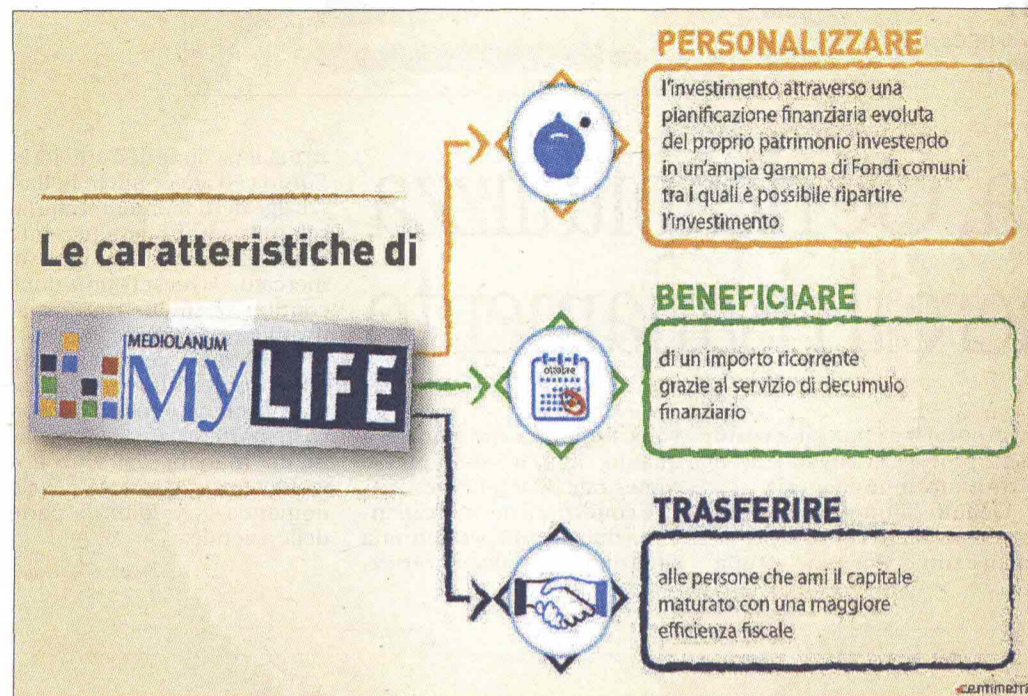 Le caratteristiche di
MEDIOLANUM
My LIFE
PERSONALIZZARE
l'investimento attraverso una
pianificazione finanziaria evoluta
del proprio patrimonio investendo
in un'ampia gamma di Fondi comuni
tra i quali è possibile ripartire
l'investimento
BENEFICIARE
ottobre
di un importo ricorrente
grazie al servizio di decumulo
finanziario
TRASFERIRE
alle persone che ami il capitale
maturato con una maggiore
efficienza fiscale
centimetri